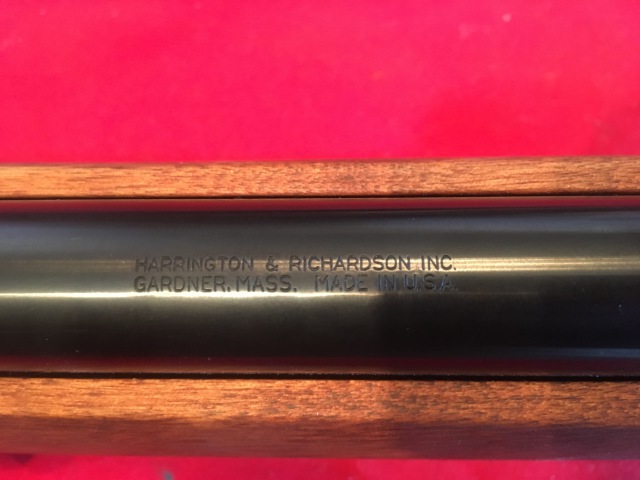 HARRINGTON & RICHARDSON INC.
GARDNER, MASS. MADE IN U.S.A.